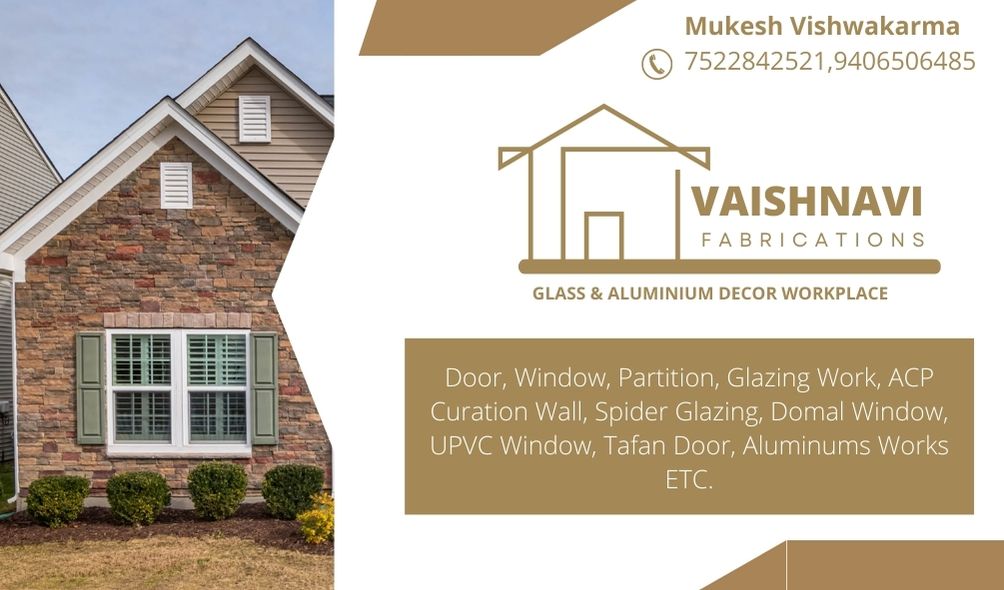 Mukesh Vishwakarma
7522842521,9406506485
VAISHNAVI
FABRICATIONS
GLASS & ALUMINIUM DECOR WORKPLACE
Door, Window, Partition, Glazing Work, ACP
Curation Wall, Spider Glazing, Domal Window,
UPVC Window, Tafan Door, Aluminums Works
ETC.